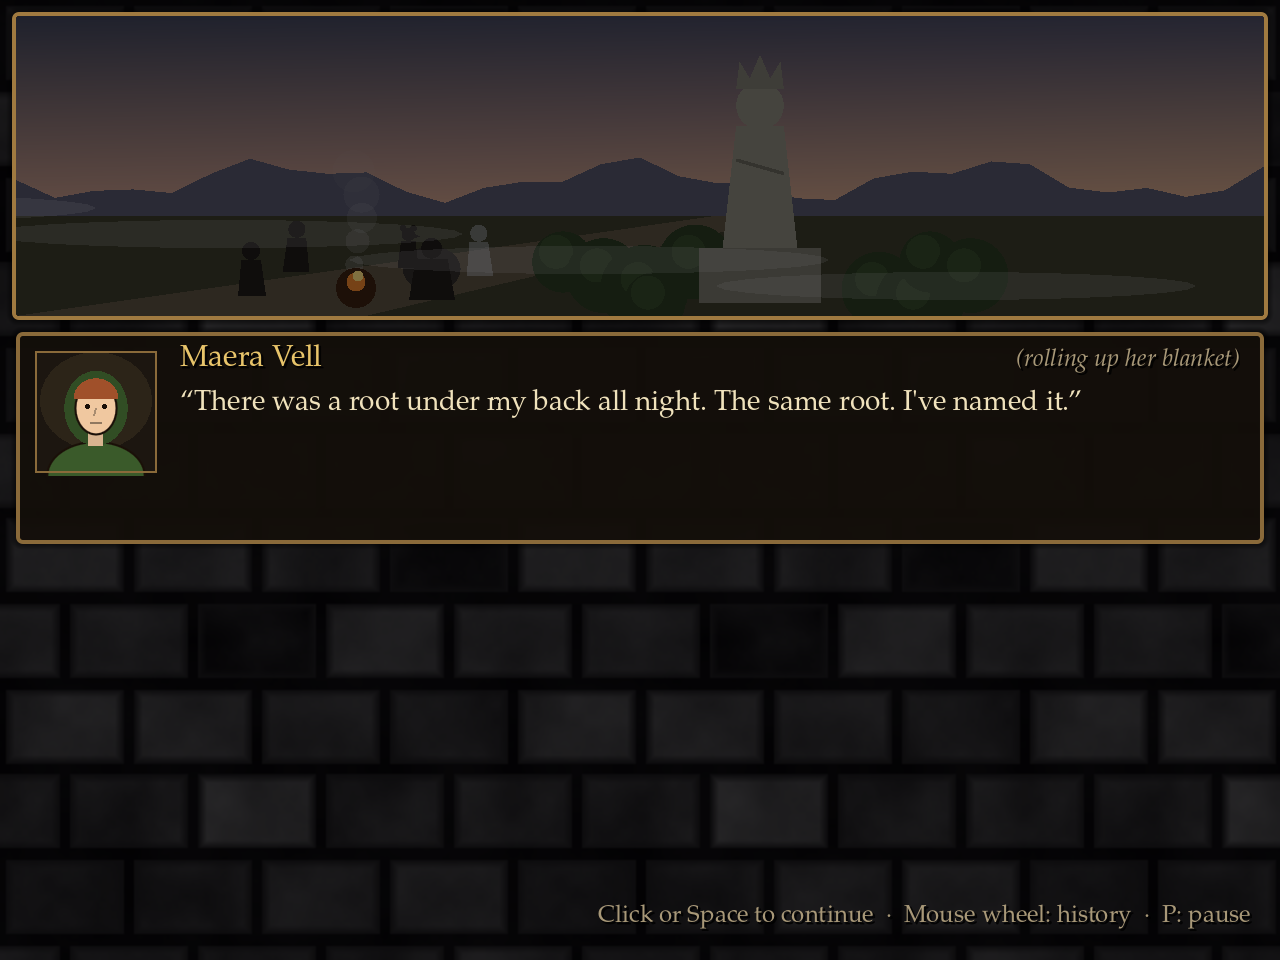 Maera Vell (rolling up her blanket)
“There was a root under my back all night. The same root. I've named it.”
Click or Space to continue · Mouse wheel: history · P: pause